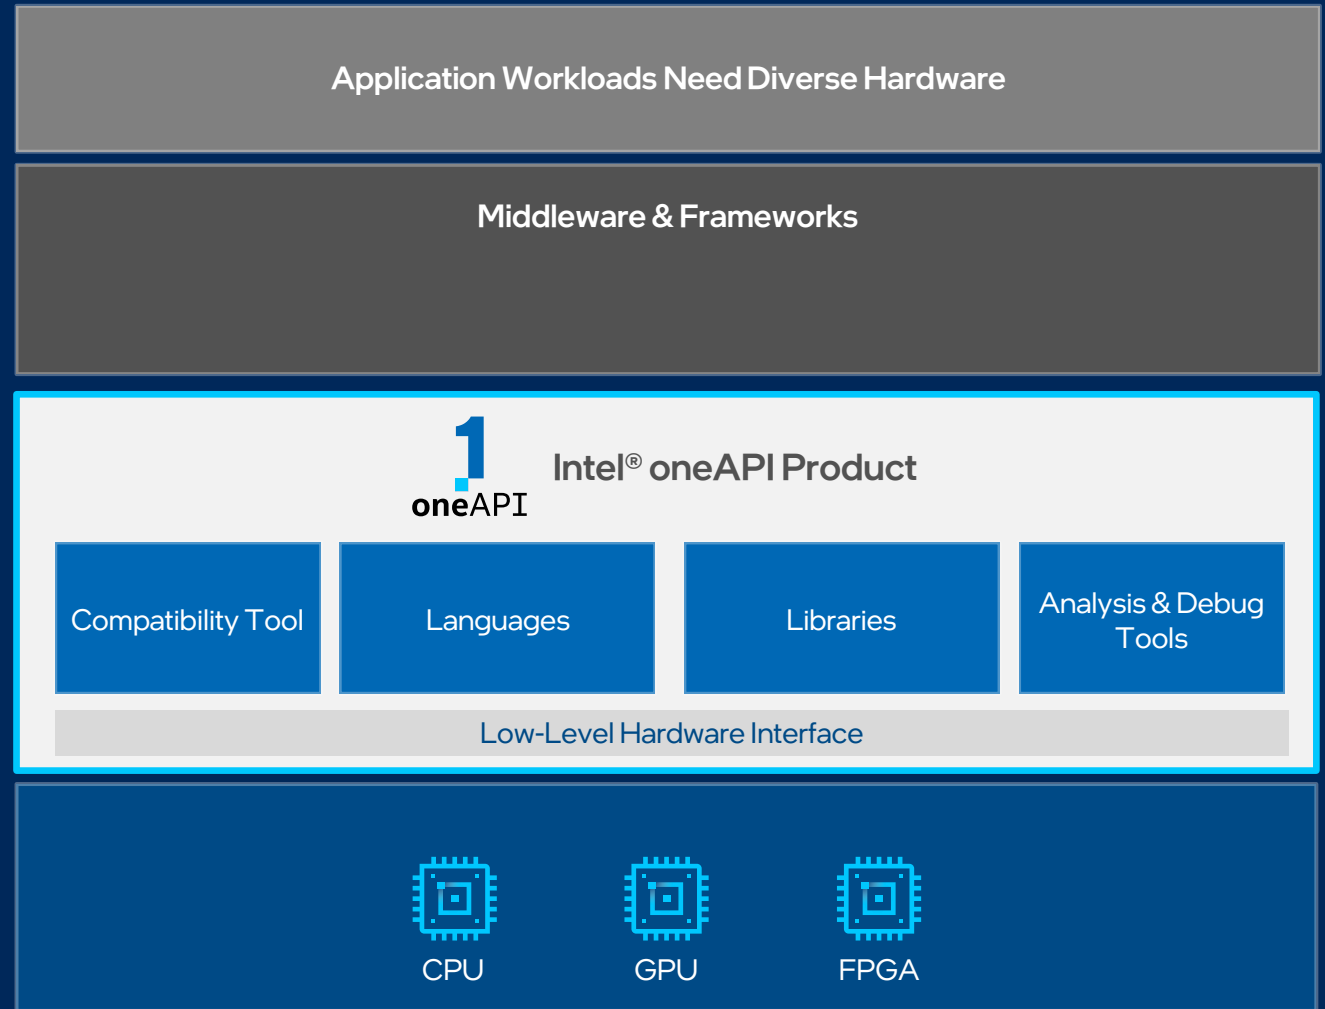 Application Workloads Need Diverse Hardware
Middleware & Frameworks
oneAPI
Intel® oneAPI Product
Compatibility Tool
Languages
Libraries
Analysis & Debug
Tools
Low-Level Hardware Interface
CPU
GPU
FPGA